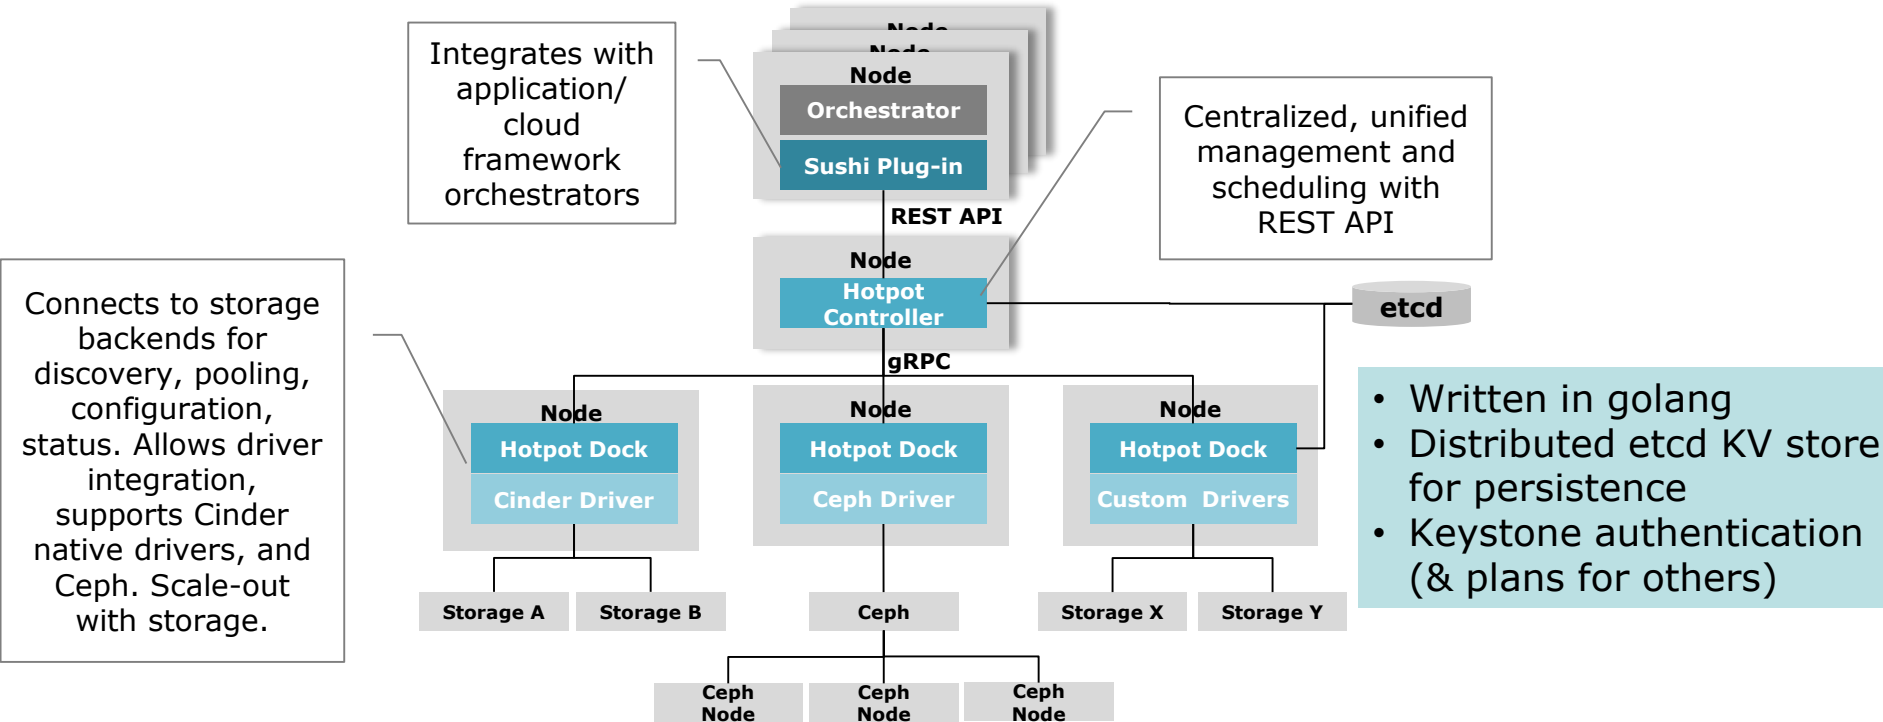 Node
Node
Node
Orchestrator
Sushi Plug-in
Integrates with
application/
cloud
framework
orchestrators
Centralized, unified
management and
scheduling with
REST API
REST API
Node
Hotpot
Controller
etcd
gRPC
Connects to storage
backends for
discovery, pooling,
configuration,
status. Allows driver
integration,
supports Cinder
native drivers, and
Ceph. Scale-out
with storage.
Node
Hotpot Dock
Cinder Driver
Node
Hotpot Dock
Ceph Driver
Node
Hotpot Dock
Custom Drivers
• Written in golang
• Distributed etcd KV store
for persistence
• Keystone authentication
(& plans for others)
Storage A
Storage B
Ceph
Storage X
Storage Y
Ceph
Node
Ceph
Node
Ceph
Node